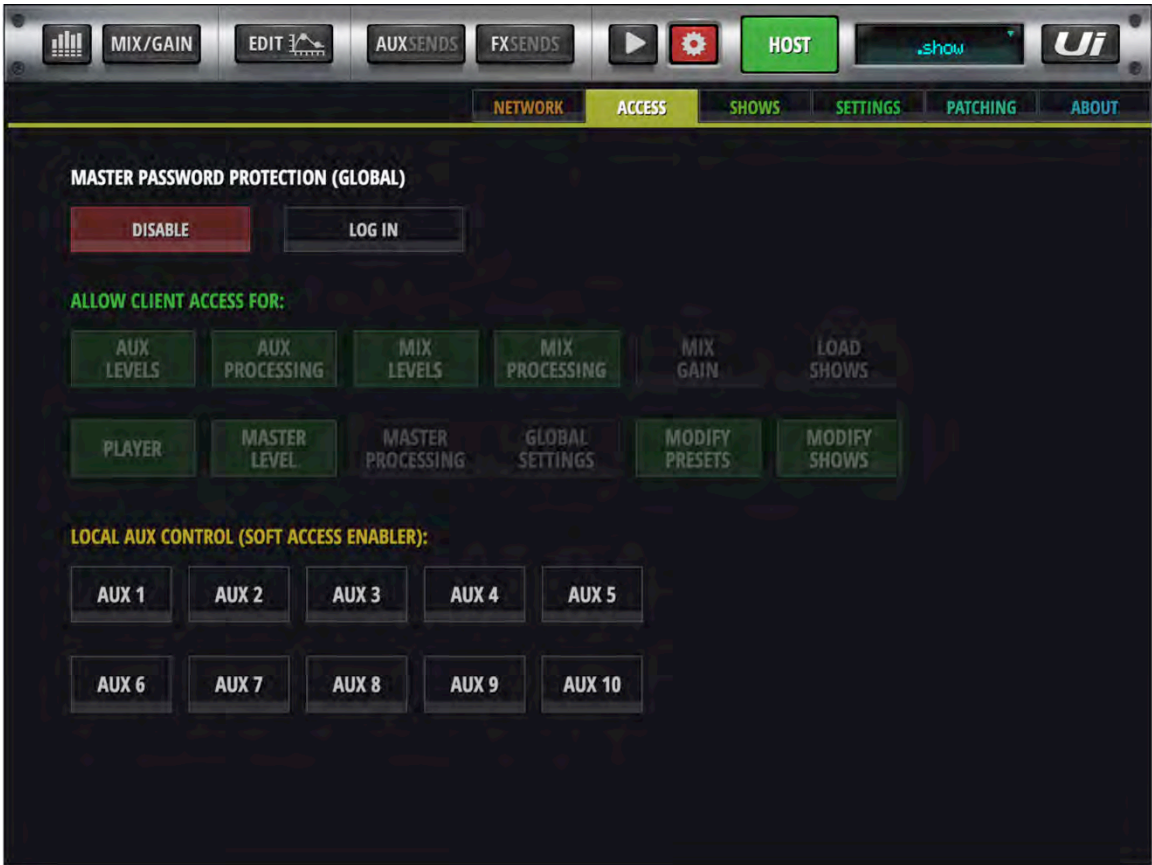 MIX/GAIN EDIT AUXSENDS FXSENDS HOST .show Ui
NETWORK ACCESS SHOWS SETTINGS PATCHING ABOUT
MASTER PASSWORD PROTECTION (GLOBAL)
DISABLE LOG IN
ALLOW CLIENT ACCESS FOR:
AUX LEVELS AUX PROCESSING MIX LEVELS MIX PROCESSING MIX GAIN LOAD SHOWS
PLAYER MASTER LEVEL MASTER PROCESSING GLOBAL SETTINGS MODIFY PRESETS MODIFY SHOWS
LOCAL AUX CONTROL (SOFT ACCESS ENABLER):
AUX 1 AUX 2 AUX 3 AUX 4 AUX 5
AUX 6 AUX 7 AUX 8 AUX 9 AUX 10